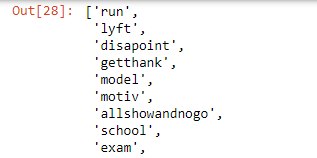 Out[28]: ['run',
'lyft',
'disapoint',
'getthank',
'model',
'motiv',
'allshowandnogo',
'school',
'exam',